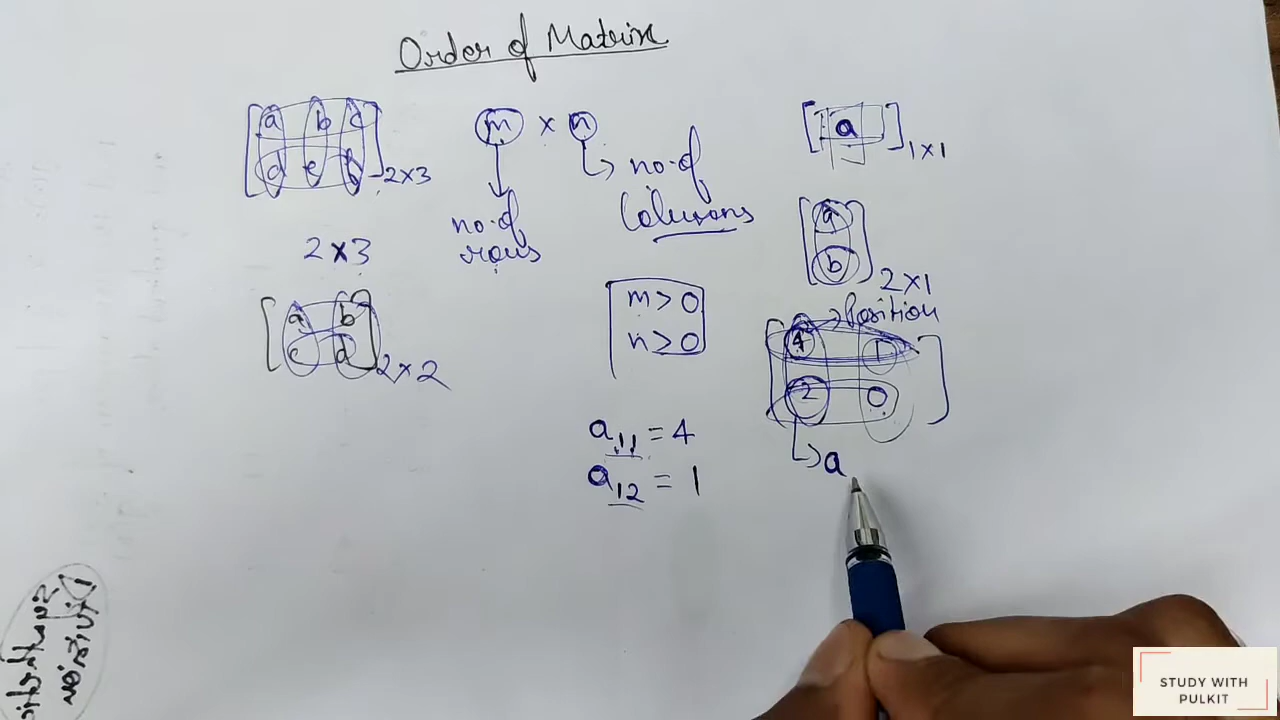 Order of Matrix
[a b c
d e f] 2×3
m × n
no. of rows
no. of Columns
2×3
[a b
c d] 2×2
m > 0
n > 0
a11 = 4
a12 = 1
[a] 1×1
[a
b] 2×1
Position
[4 1
2 0]
a
STUDY WITH
PULKIT